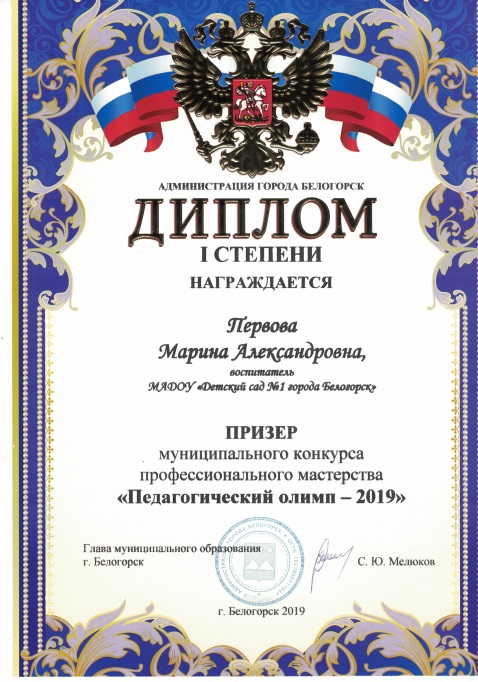 АДМИНИСТРАЦИЯ ГОРОДА БЕЛОГОРСК
ДИПЛОМ
I СТЕПЕНИ
НАГРАЖДАЕТСЯ
Первова
Марина Александровна,
воспитатель
МАДОУ «Детский сад №1 города Белогорск»
ПРИЗЕР
муниципального конкурса
профессионального мастерства
«Педагогический олимп – 2019»
Глава муниципального образования
г. Белогорск
С. Ю. Мелюков
г. Белогорск 2019